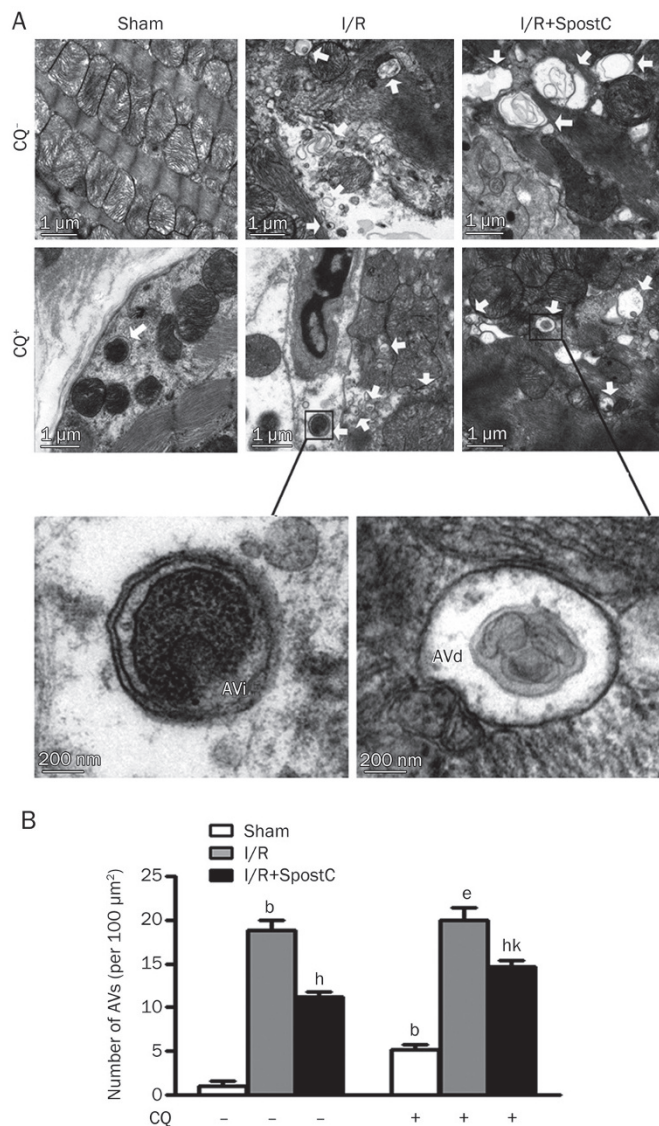 A
Sham
I/R
I/R+SpostC
CQ⁻
1 µm
1 µm
1 µm
CQ⁺
1 µm
1 µm
1 µm
AVi
200 nm
AVd
200 nm
B
Sham
I/R
I/R+SpostC
Number of AVs (per 100 µm²)
25
20
15
10
5
0
b
h
b
e
hk
CQ – – – + + +